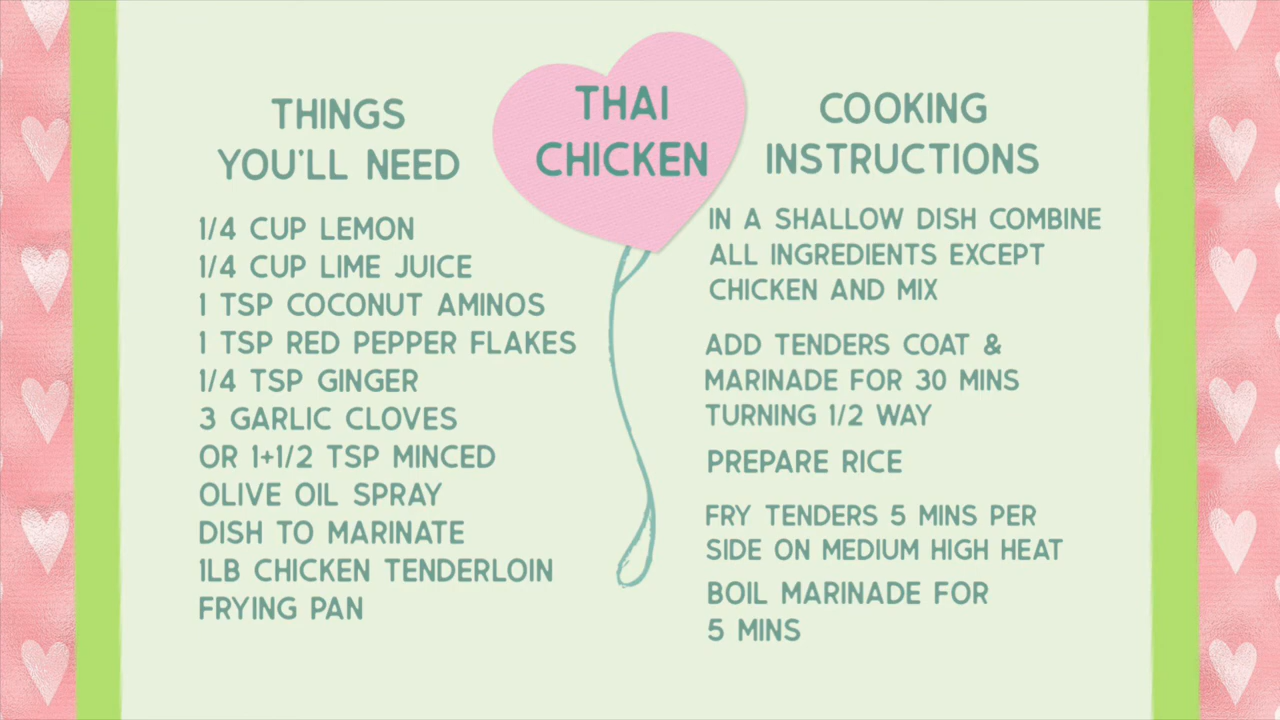 THAI
CHICKEN
THINGS
YOU'LL NEED
1/4 CUP LEMON
1/4 CUP LIME JUICE
1 TSP COCONUT AMINOS
1 TSP RED PEPPER FLAKES
1/4 TSP GINGER
3 GARLIC CLOVES
OR 1+1/2 TSP MINCED
OLIVE OIL SPRAY
DISH TO MARINATE
1LB CHICKEN TENDERLOIN
FRYING PAN
COOKING
INSTRUCTIONS
IN A SHALLOW DISH COMBINE
ALL INGREDIENTS EXCEPT
CHICKEN AND MIX
ADD TENDERS COAT &
MARINADE FOR 30 MINS
TURNING 1/2 WAY
PREPARE RICE
FRY TENDERS 5 MINS PER
SIDE ON MEDIUM HIGH HEAT
BOIL MARINADE FOR
5 MINS